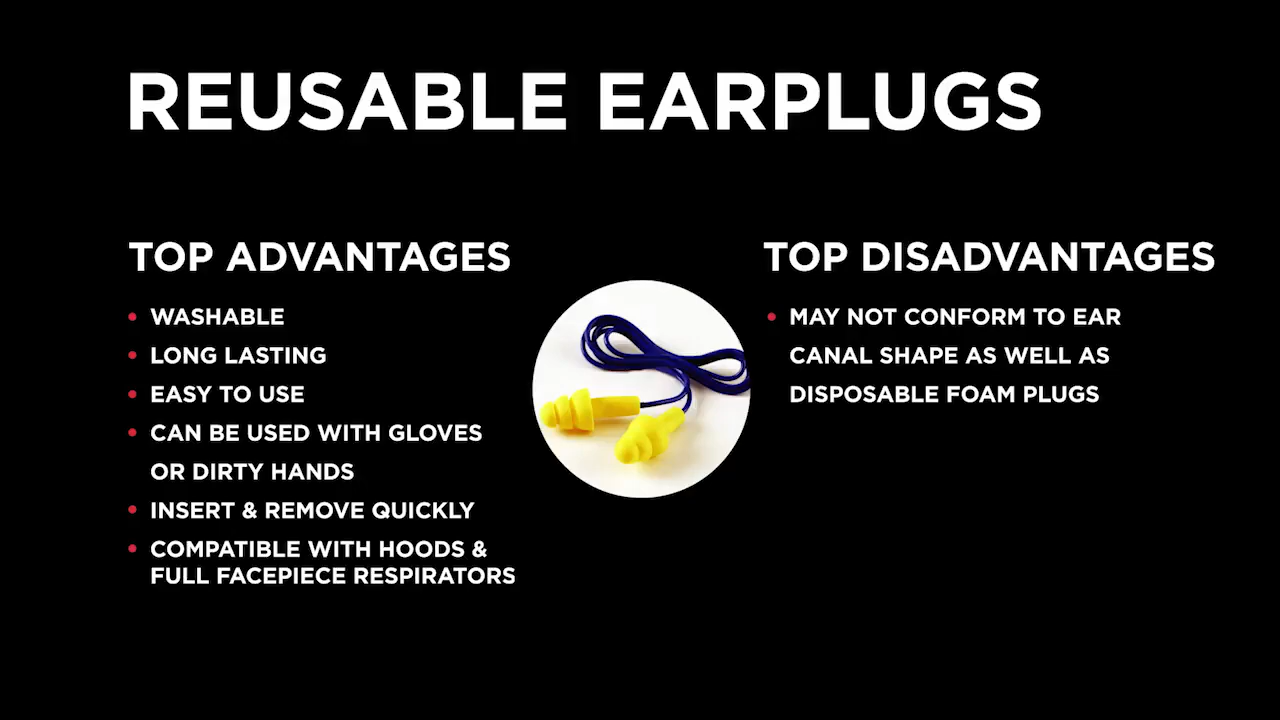 REUSABLE EARPLUGS
TOP ADVANTAGES
• WASHABLE
• LONG LASTING
• EASY TO USE
• CAN BE USED WITH GLOVES
OR DIRTY HANDS
• INSERT & REMOVE QUICKLY
• COMPATIBLE WITH HOODS &
FULL FACEPIECE RESPIRATORS
TOP DISADVANTAGES
• MAY NOT CONFORM TO EAR
CANAL SHAPE AS WELL AS
DISPOSABLE FOAM PLUGS